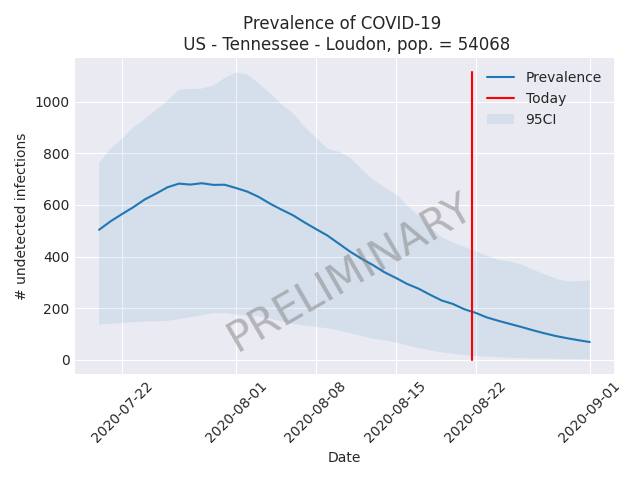 Prevalence of COVID-19
US - Tennessee - Loudon, pop. = 54068
Prevalence
Today
95CI
PRELIMINARY
# undetected infections
1000
800
600
400
200
0
2020-07-22
2020-08-01
2020-08-08
2020-08-15
2020-08-22
2020-09-01
Date